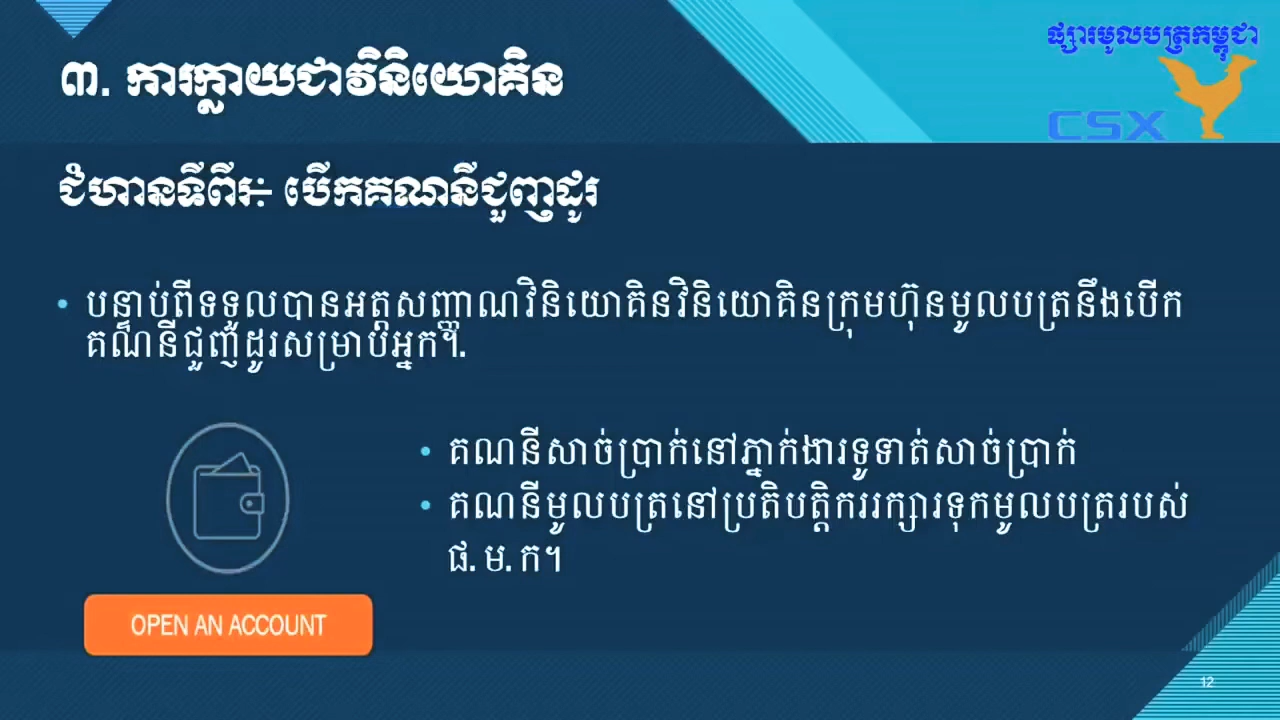 ផ្សារមូលបត្រកម្ពុជា
CSX
៣. ការក្លាយជាវិនិយោគិន
ជំហានទីពីរ៖ បើកគណនីជួញដូរ
• បន្ទាប់ពីទទួលបានអត្តសញ្ញាណវិនិយោគិនវិនិយោគិនក្រុមហ៊ុនមូលបត្រនឹងបើក
គណនីជួញដូរសម្រាប់អ្នក៕.
• គណនីសាច់ប្រាក់នៅភ្នាក់ងារទូទាត់សាច់ប្រាក់
• គណនីមូលបត្រនៅប្រតិបត្តិកររក្សារទុកមូលបត្ររបស់
ផ. ម. ក។
OPEN AN ACCOUNT
12